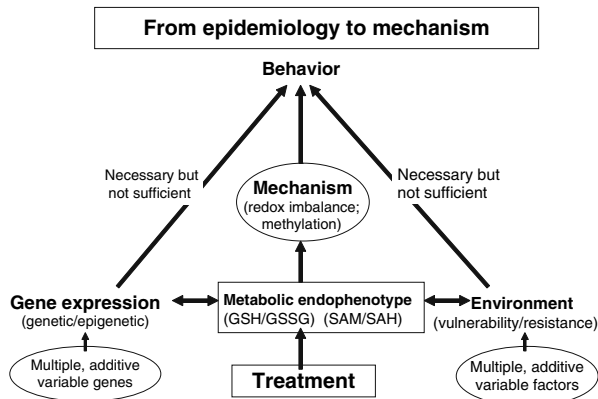 From epidemiology to mechanism
Behavior
Necessary but
not sufficient
Mechanism
(redox imbalance;
methylation)
Necessary but
not sufficient
Gene expression
(genetic/epigenetic)
Metabolic endophenotype
(GSH/GSSG) (SAM/SAH)
Environment
(vulnerability/resistance)
Multiple, additive
variable genes
Treatment
Multiple, additive
variable factors